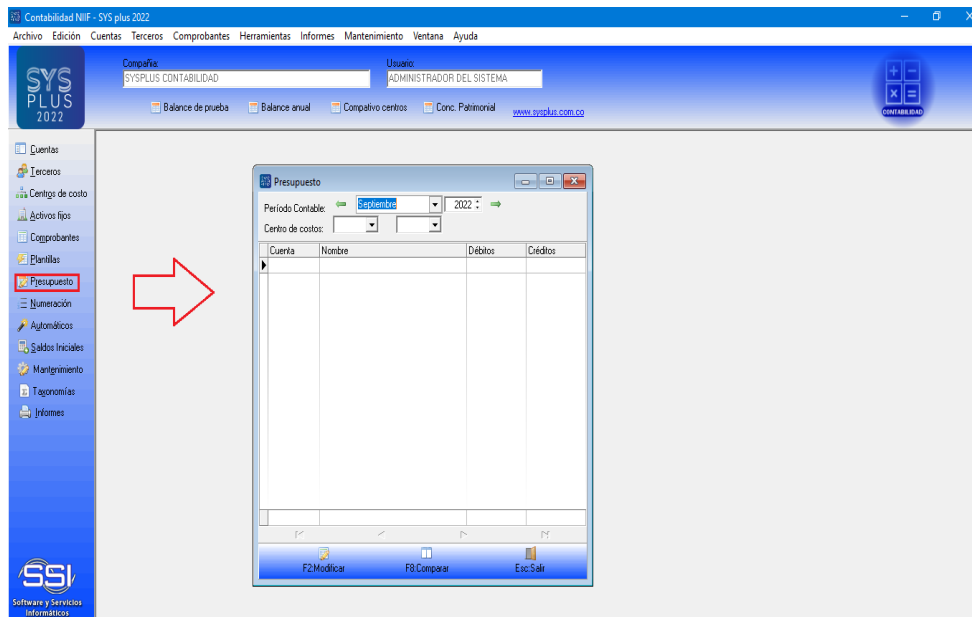 Contabilidad NIIF - SYS plus 2022
Archivo Edición Cuentas Terceros Comprobantes Herramientas Informes Mantenimiento Ventana Ayuda
SYS
PLUS
2022
Compañía:
SYSPLUS CONTABILIDAD
Usuario:
ADMINISTRADOR DEL SISTEMA
Balance de prueba Balance anual Compativo centros Conc. Patrimonial www.sysplus.com.co
CONTABILIDAD
Cuentas
Terceros
Centros de costo
Activos fijos
Comprobantes
Plantillas
Presupuesto
Numeración
Automáticos
Saldos Iniciales
Mantenimiento
Taxonomías
Informes
Presupuesto
Período Contable: Septiembre 2022
Centro de costos:
Cuenta Nombre Débitos Créditos
F2:Modificar F8:Comparar Esc:Salir
SSI
Software y Servicios
Informáticos